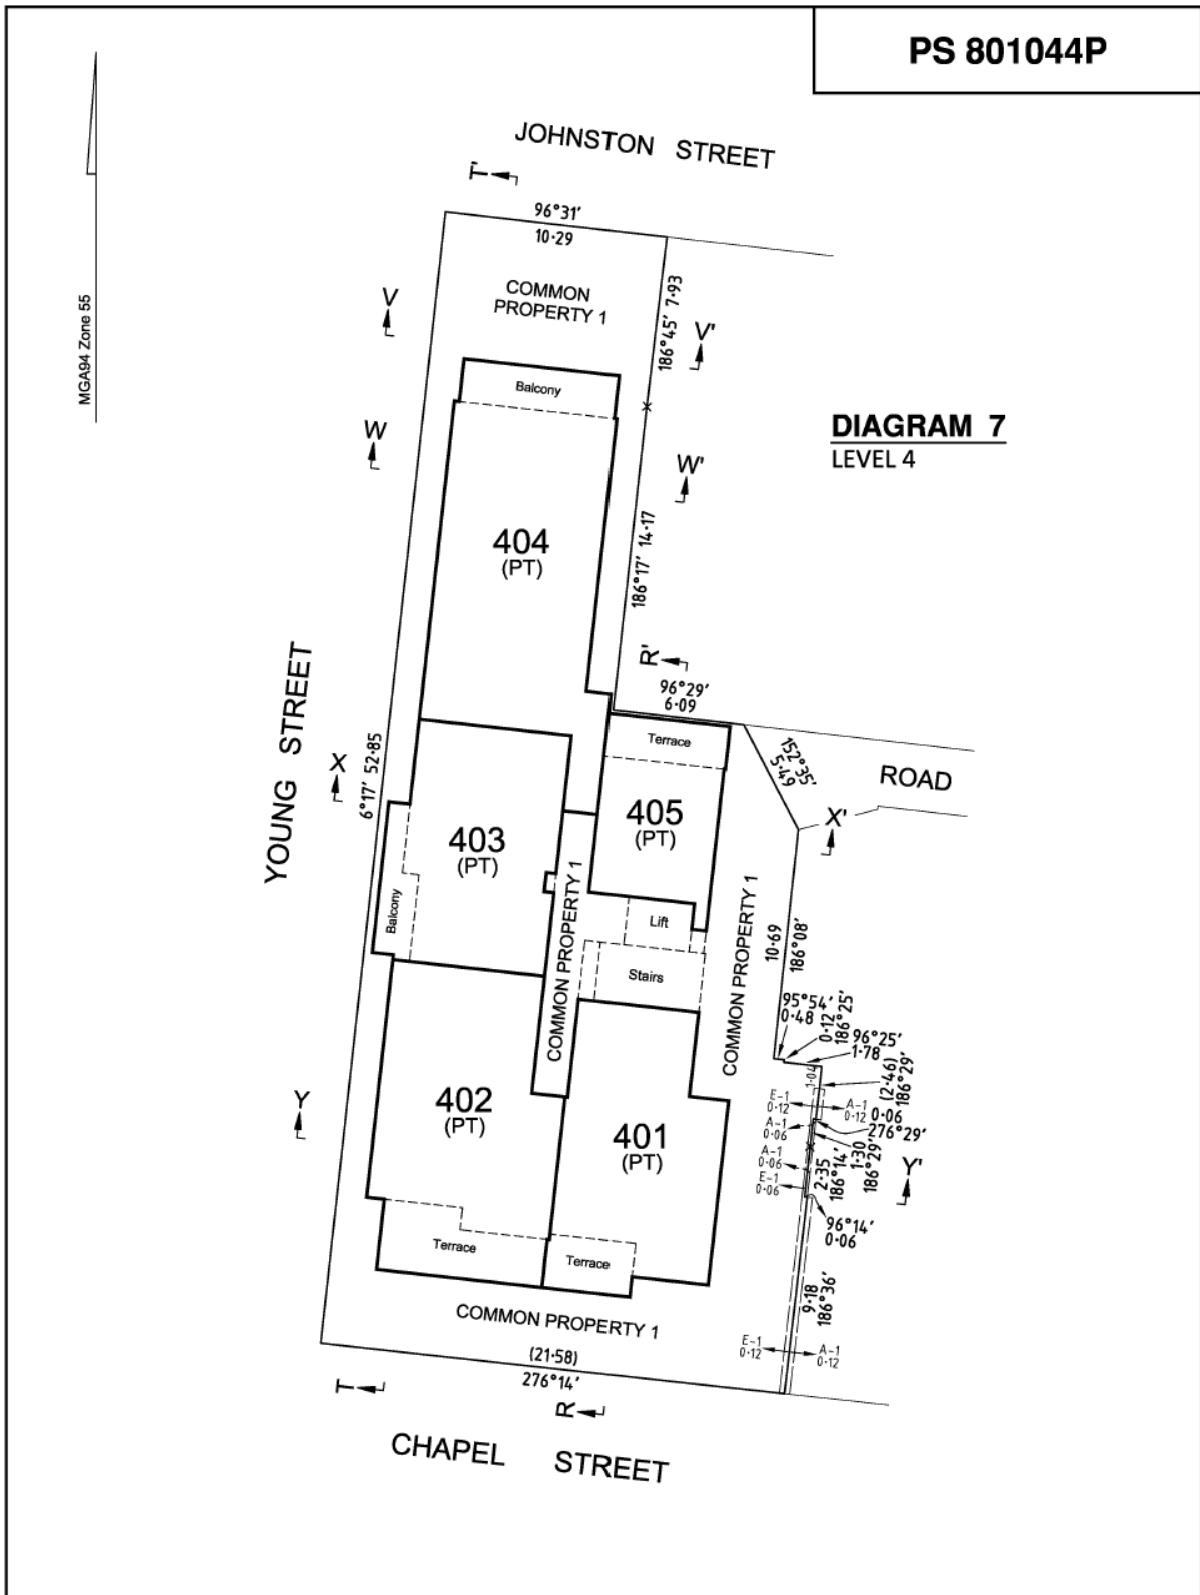 PS 801044P
JOHNSTON STREET
T'
96°31'
10·29
COMMON
PROPERTY 1
186°45' 7·93
V
V'
MGA94 Zone 55
Balcony
DIAGRAM 7
LEVEL 4
W
W'
404
(PT)
186°17' 14·17
R'
96°29'
6·09
YOUNG STREET
6°17' 52·85
Terrace
152°35'
5·49
ROAD
X
X'
405
(PT)
403
(PT)
Balcony
COMMON PROPERTY 1
Lift
Stairs
COMMON PROPERTY 1
10·69
186°08'
95°54'
0·48
0·12
186°25'
96°25'
1·78
1·04
(2·46)
186°29'
E-1
0·12
A-1
0·12
0·06
276°29'
A-1
0·06
1·30
186°29'
A-1
0·06
2·35
186°14'
E-1
0·06
Y
Y'
402
(PT)
401
(PT)
96°14'
0·06
Terrace
Terrace
9·18
186°36'
COMMON PROPERTY 1
E-1
0·12
A-1
0·12
(21·58)
276°14'
T
R
CHAPEL STREET